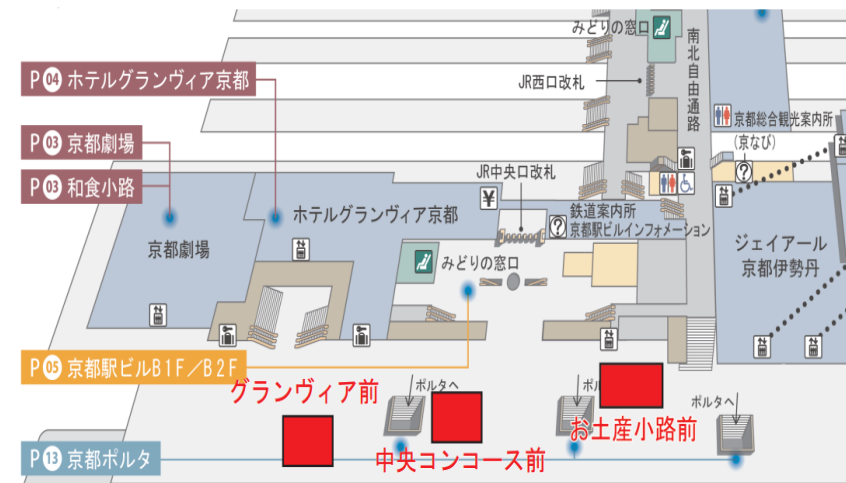 みどりの窓口
南北自由通路
P04 ホテルグランヴィア京都
JR西口改札
P03 京都劇場
京都総合観光案内所
(京なび)
P03 和食小路
JR中央口改札
¥
ホテルグランヴィア京都
?
鉄道案内所
京都駅ビルインフォメーション
?
京都劇場
ジェイアール
京都伊勢丹
みどりの窓口
P05 京都駅ビルB1F/B2F
グランヴィア前
ポルタへ
ポルタへ
お土産小路前
中央コンコース前
P13 京都ポルタ